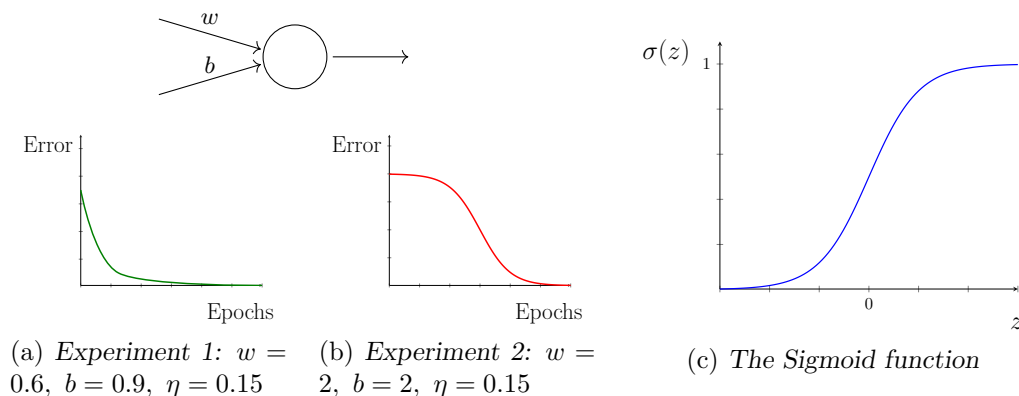 w
b
Error
Epochs
Error
Epochs
σ(z)
1
0
z
(a) Experiment 1: w =
0.6, b = 0.9, η = 0.15
(b) Experiment 2: w =
2, b = 2, η = 0.15
(c) The Sigmoid function